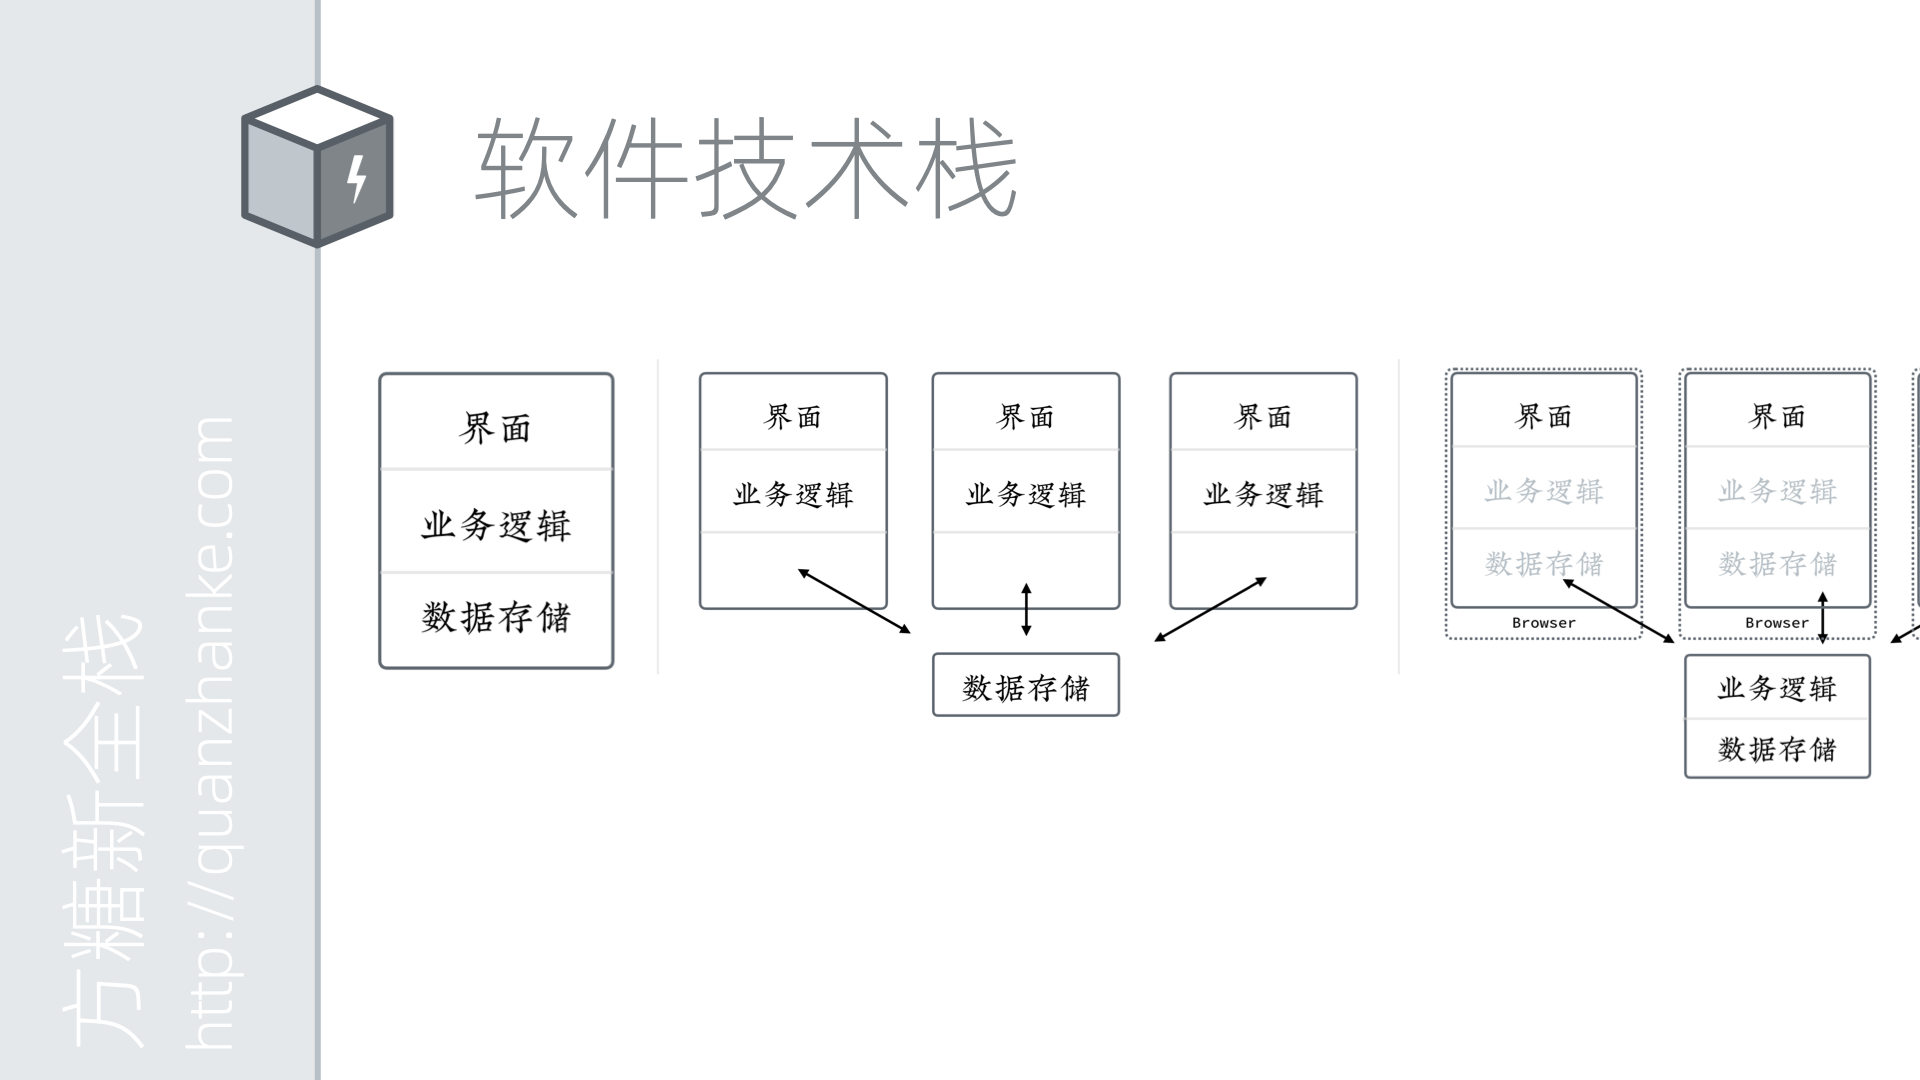 软件技术栈
界面
业务逻辑
数据存储
界面
业务逻辑
界面
业务逻辑
界面
业务逻辑
数据存储
界面
业务逻辑
数据存储
Browser
界面
业务逻辑
数据存储
Browser
业务逻辑
数据存储
方糖新全栈
http://quanzhanke.com